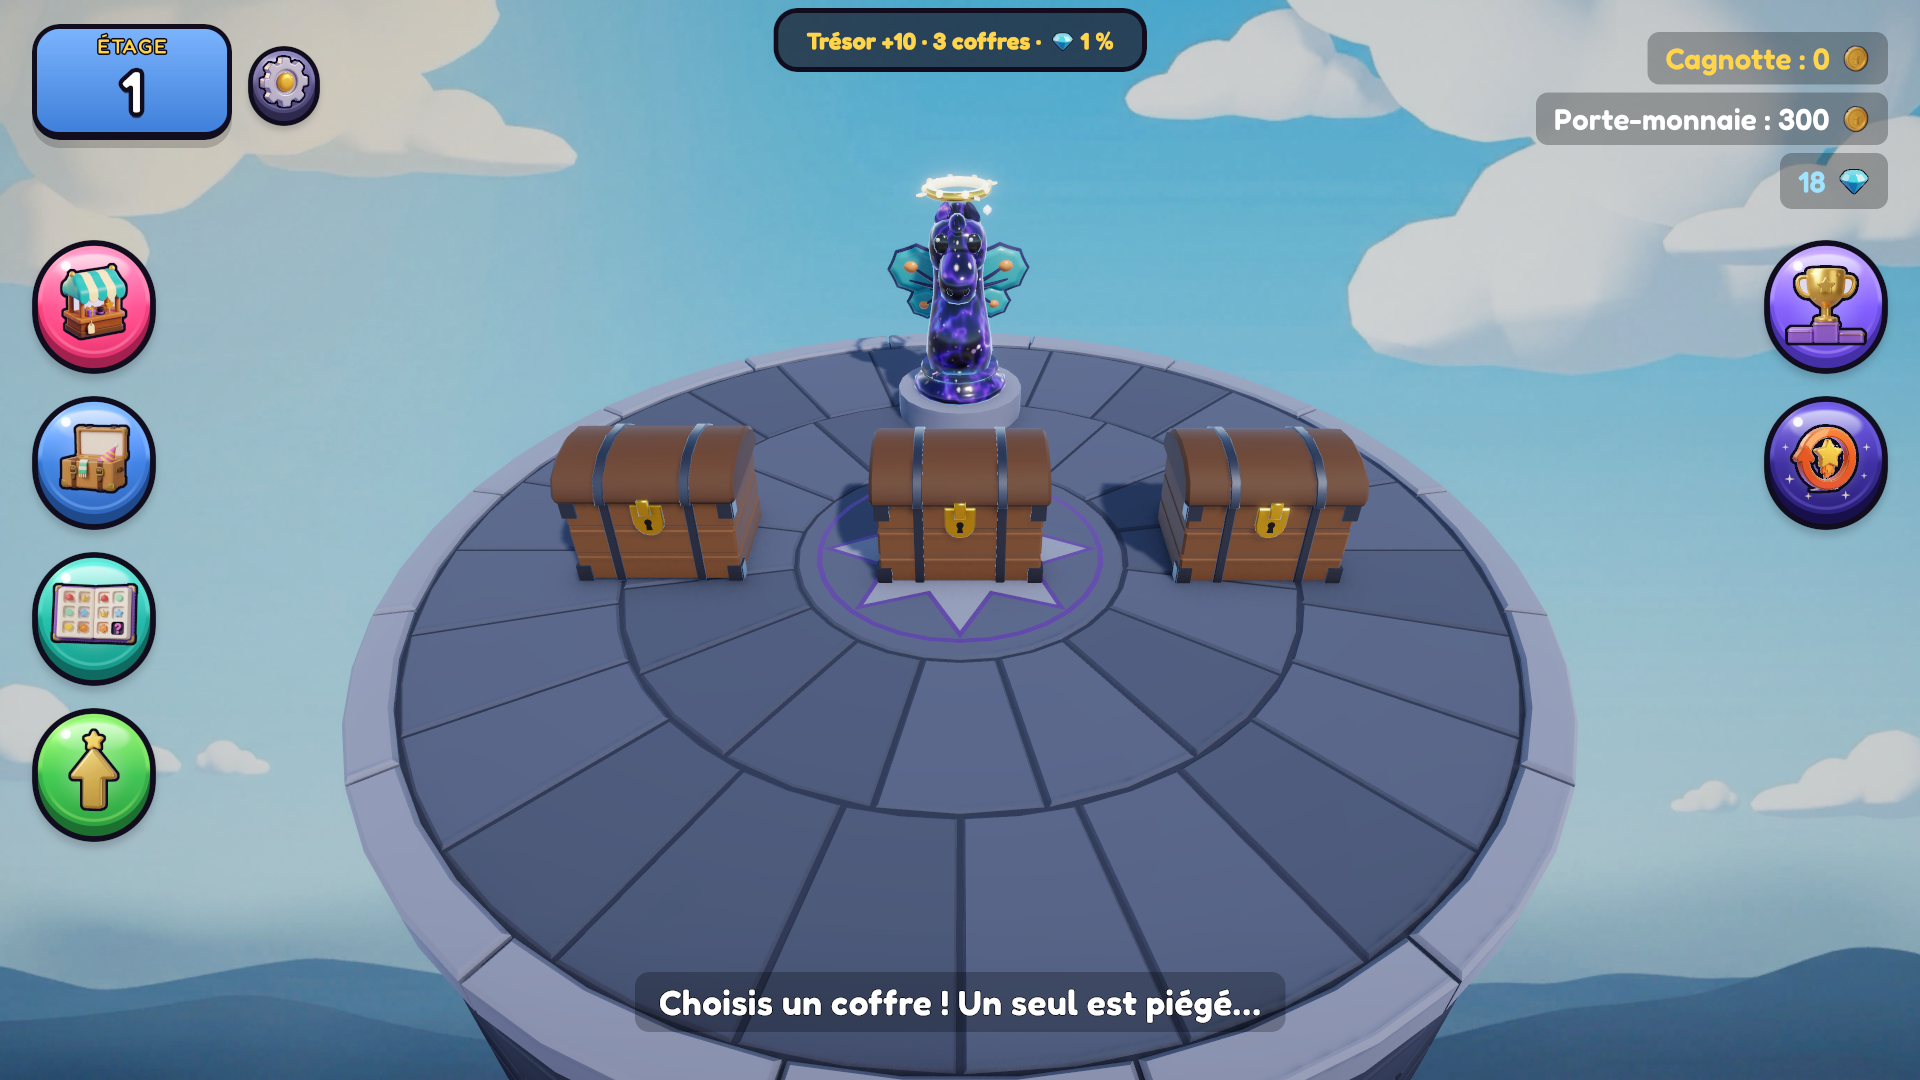 ÉTAGE
1
Trésor +10 · 3 coffres · 1 %
Cagnotte : 0
Porte-monnaie : 300
18
?
Choisis un coffre ! Un seul est piégé...